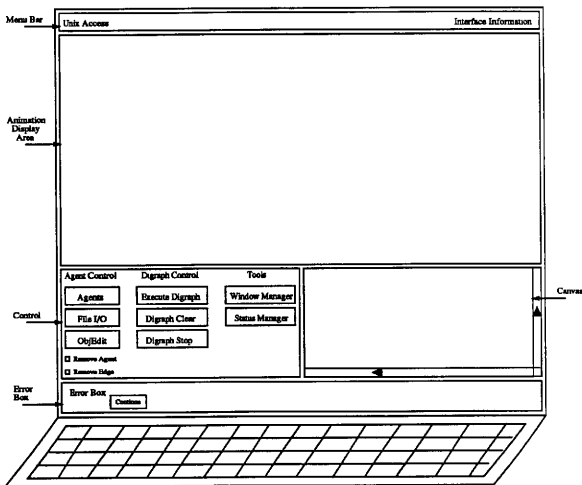 Menu Bar
Unix Access
Interface Information
Animation
Display
Area
Agent Control
Digraph Control
Tools
Agents
Execute Digraph
Window Manager
Canvas
Control
File I/O
Digraph Clear
Status Manager
ObjEdit
Digraph Stop
Remove Agent
Remove Edge
Error
Box
Error Box